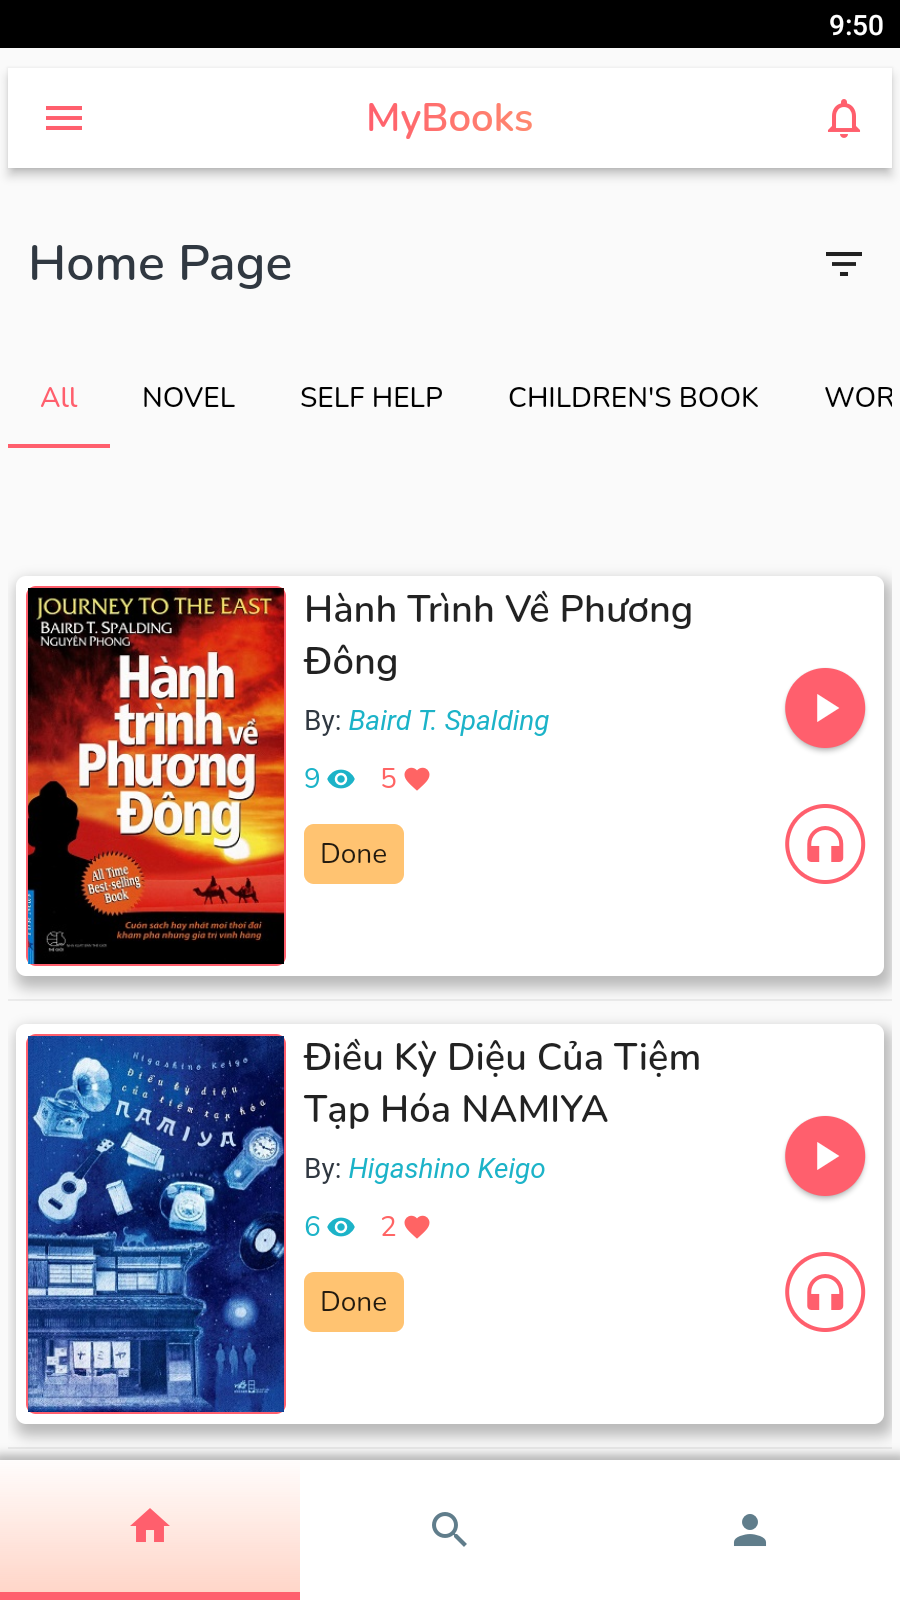 9:50
MyBooks
Home Page
All NOVEL SELF HELP CHILDREN'S BOOK WOR
JOURNEY TO THE EAST
BAIRD T. SPALDING
NGUYÊN PHONG
Hành
trình về
Phương
Đông
All Time
Best-selling
Book
Cuốn sách hay nhất mọi thời đại
khám phá những giá trị vĩnh hằng
Hành Trình Về Phương
Đông
By: Baird T. Spalding
9 5
Done
Higashino Keigo
Điều kỳ diệu
của tiệm tạp hóa
NAMIYA
Điều Kỳ Diệu Của Tiệm
Tạp Hóa NAMIYA
By: Higashino Keigo
6 2
Done